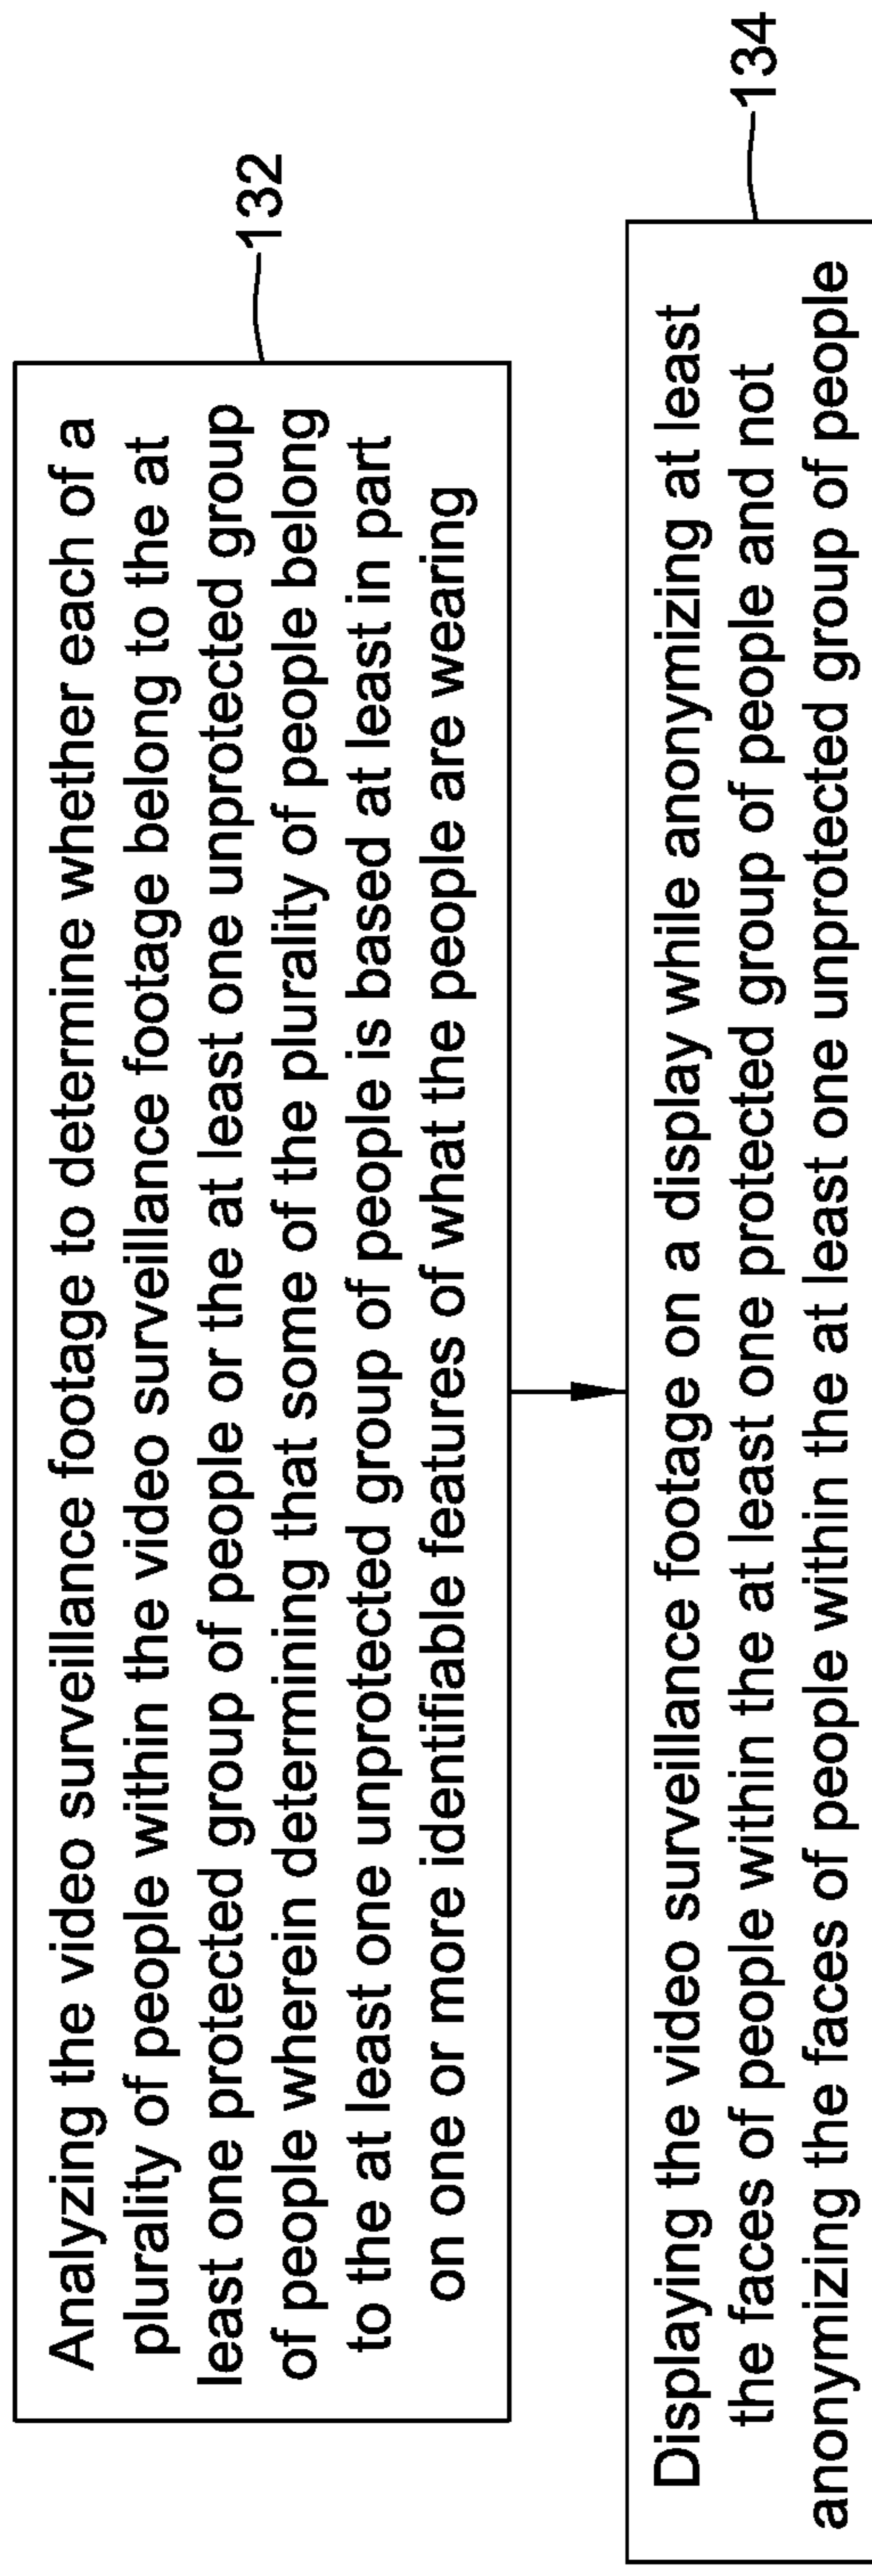 Analyzing the video surveillance footage to determine whether each of a
plurality of people within the video surveillance footage belong to the at
least one protected group of people or the at least one unprotected group
of people wherein determining that some of the plurality of people belong
to the at least one unprotected group of people is based at least in part
on one or more identifiable features of what the people are wearing
132
Displaying the video surveillance footage on a display while anonymizing at least
the faces of people within the at least one protected group of people and not
anonymizing the faces of people within the at least one unprotected group of people
134